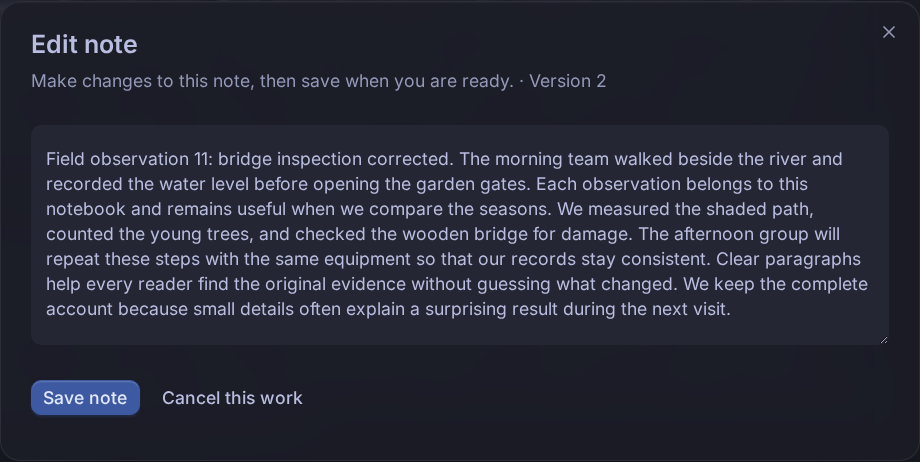 Edit note
Make changes to this note, then save when you are ready. · Version 2
Field observation 11: bridge inspection corrected. The morning team walked beside the river and
recorded the water level before opening the garden gates. Each observation belongs to this
notebook and remains useful when we compare the seasons. We measured the shaded path,
counted the young trees, and checked the wooden bridge for damage. The afternoon group will
repeat these steps with the same equipment so that our records stay consistent. Clear paragraphs
help every reader find the original evidence without guessing what changed. We keep the complete
account because small details often explain a surprising result during the next visit.
Save note
Cancel this work